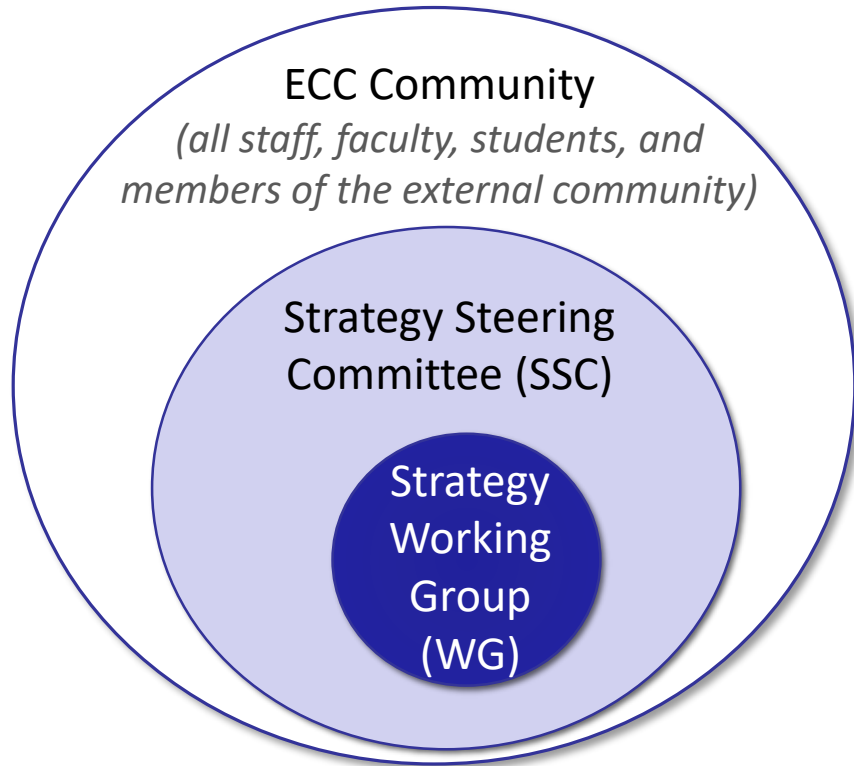 ECC Community
(all staff, faculty, students, and
members of the external community)
Strategy Steering
Committee (SSC)
Strategy
Working
Group
(WG)